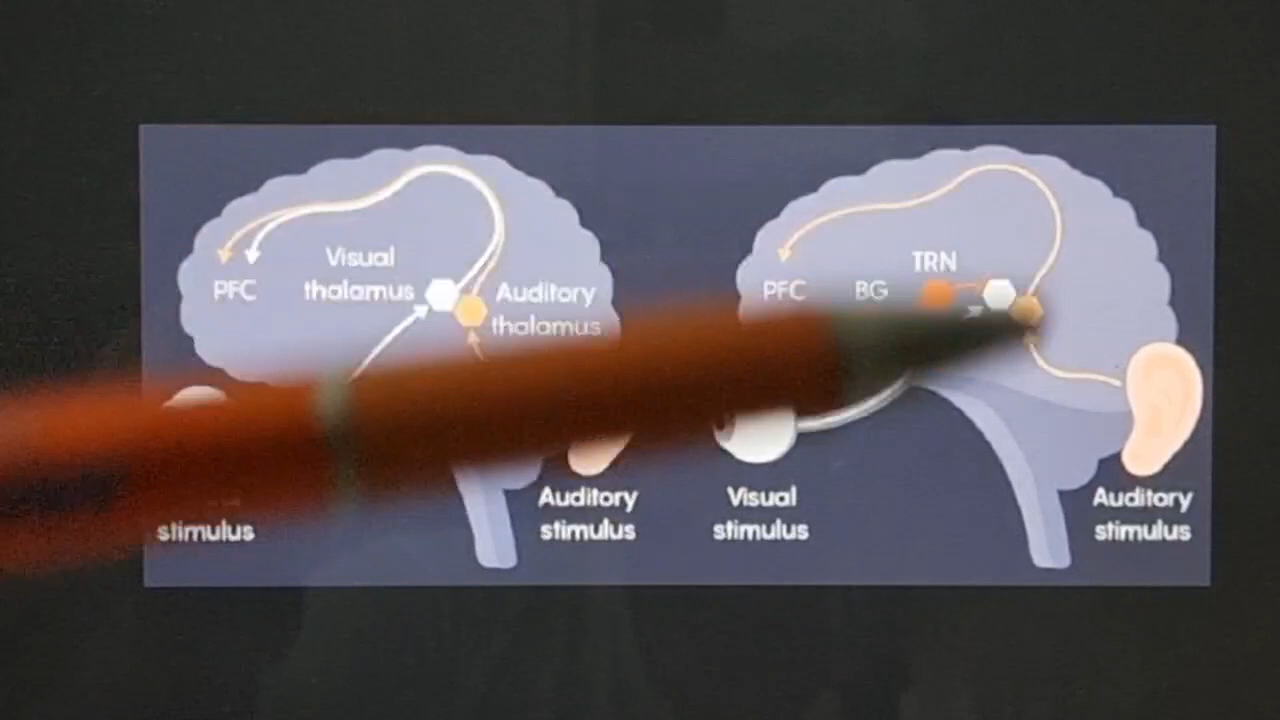 Visual
thalamus
PFC
Auditory
thalamus
stimulus
Auditory
stimulus
TRN
PFC
BG
Visual
stimulus
Auditory
stimulus